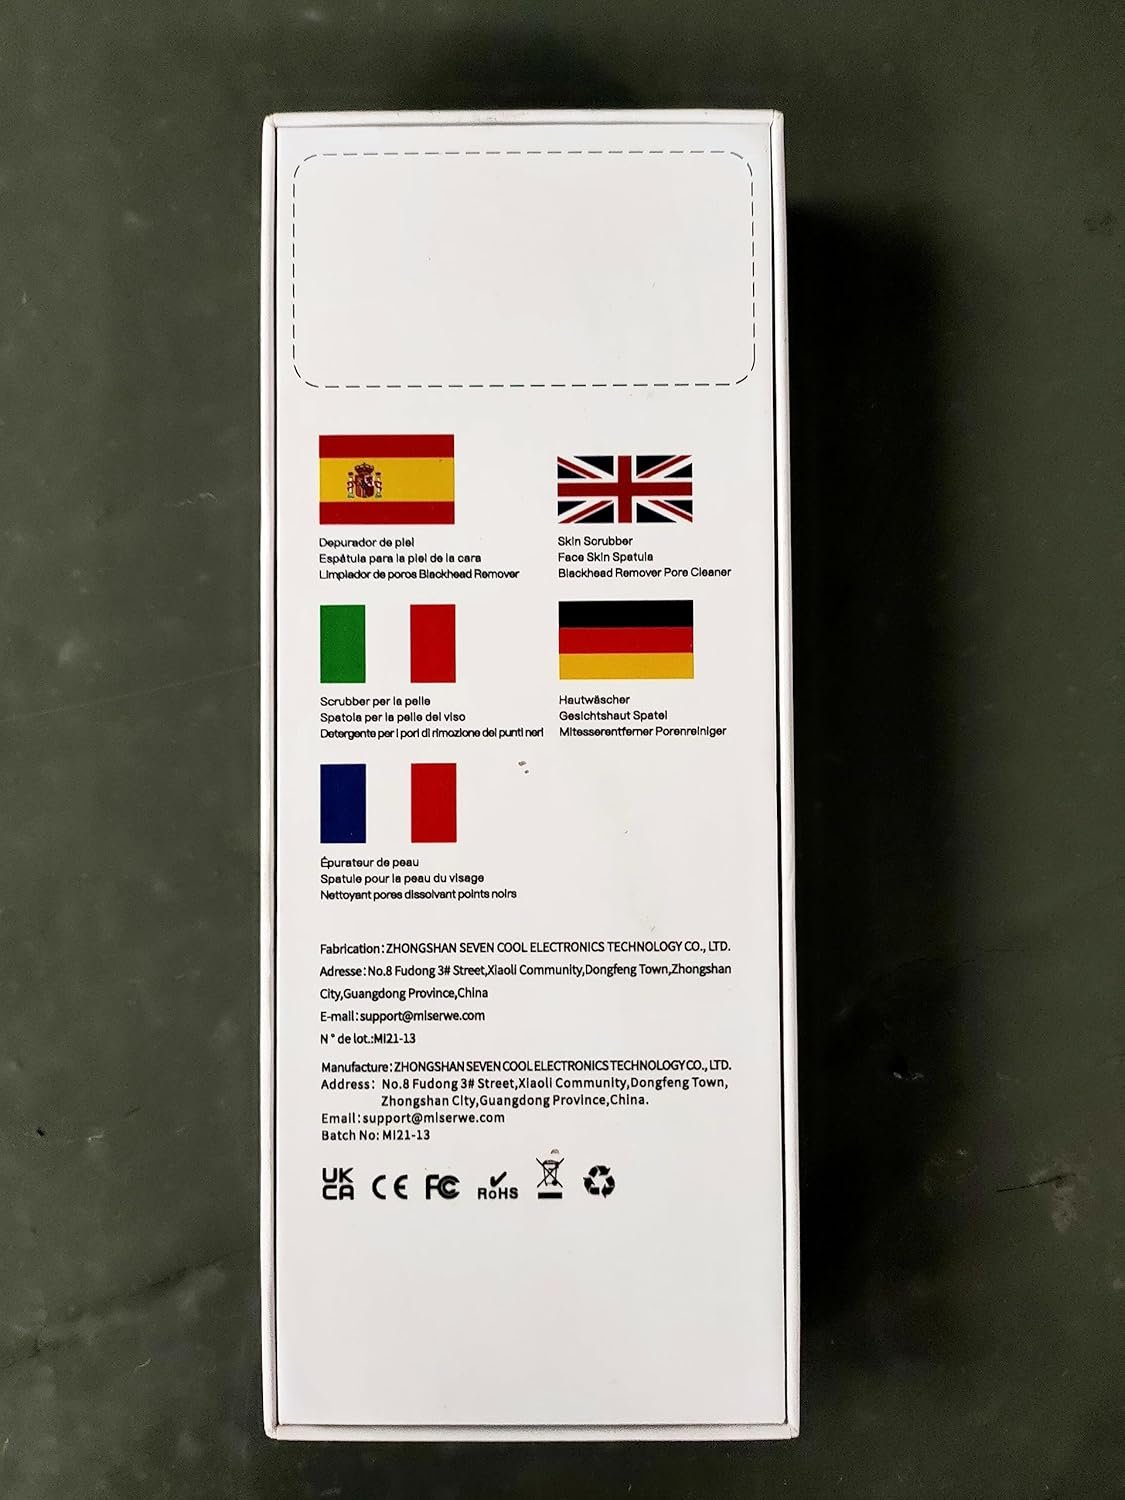 Depurador de piel
Espátula para la piel de la cara
Limpiador de poros Blackhead Remover
Skin Scrubber
Face Skin Spatula
Blackhead Remover Pore Cleaner
Scrubber per la pelle
Spatola per la pelle del viso
Detergente per i pori di rimozione dei punti neri
Hautwäscher
Gesichtshaut Spatel
Mitesserentferner Porenreiniger
Épurateur de peau
Spatule pour la peau du visage
Nettoyant pores dissolvant points noirs
Fabrication:ZHONGSHAN SEVEN COOL ELECTRONICS TECHNOLOGY CO., LTD.
Adresse:No.8 Fudong 3# Street,Xiaoli Community,Dongfeng Town,Zhongshan
City,Guangdong Province,China
E-mail:support@miserwe.com
N° de lot.:MI21-13
Manufacture:ZHONGSHAN SEVEN COOL ELECTRONICS TECHNOLOGY CO., LTD.
Address: No.8 Fudong 3# Street,Xiaoli Community,Dongfeng Town,
Zhongshan City,Guangdong Province,China.
Email:support@miserwe.com
Batch No: MI21-13
UK
CA CE FC RoHS